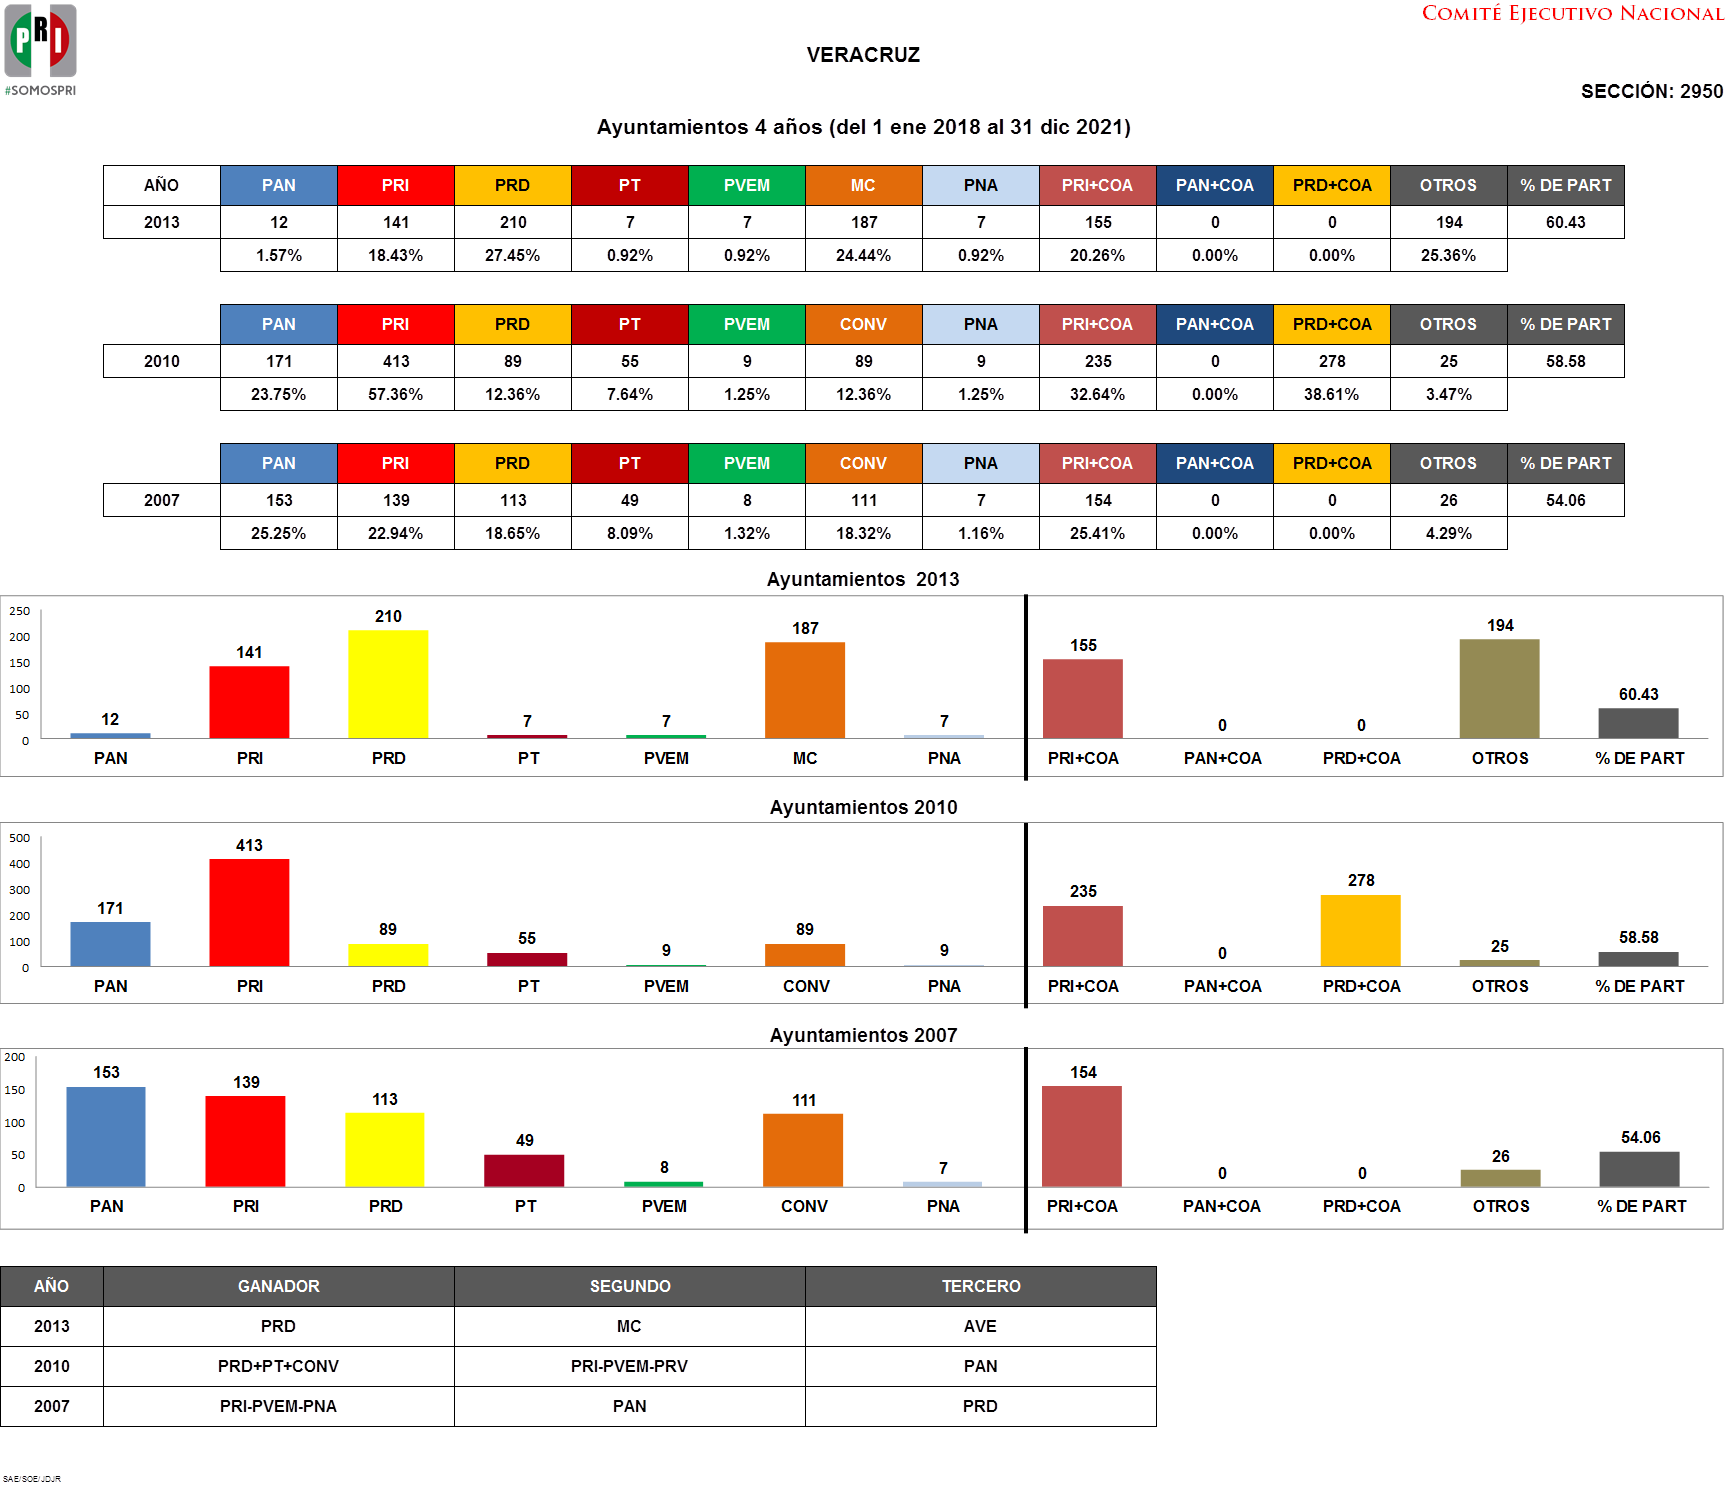 PRI
#SOMOSPRI
COMITÉ EJECUTIVO NACIONAL
VERACRUZ
SECCIÓN: 2950
Ayuntamientos 4 años (del 1 ene 2018 al 31 dic 2021)
AÑO PAN PRI PRD PT PVEM MC PNA PRI+COA PAN+COA PRD+COA OTROS % DE PART
2013 12 141 210 7 7 187 7 155 0 0 194 60.43
1.57% 18.43% 27.45% 0.92% 0.92% 24.44% 0.92% 20.26% 0.00% 0.00% 25.36%
PAN PRI PRD PT PVEM CONV PNA PRI+COA PAN+COA PRD+COA OTROS % DE PART
2010 171 413 89 55 9 89 9 235 0 278 25 58.58
23.75% 57.36% 12.36% 7.64% 1.25% 12.36% 1.25% 32.64% 0.00% 38.61% 3.47%
PAN PRI PRD PT PVEM CONV PNA PRI+COA PAN+COA PRD+COA OTROS % DE PART
2007 153 139 113 49 8 111 7 154 0 0 26 54.06
25.25% 22.94% 18.65% 8.09% 1.32% 18.32% 1.16% 25.41% 0.00% 0.00% 4.29%
Ayuntamientos 2013
250
200
150
100
50
0
12 141 210 7 7 187 7 155 0 0 194 60.43
PAN PRI PRD PT PVEM MC PNA PRI+COA PAN+COA PRD+COA OTROS % DE PART
Ayuntamientos 2010
500
400
300
200
100
0
171 413 89 55 9 89 9 235 0 278 25 58.58
PAN PRI PRD PT PVEM CONV PNA PRI+COA PAN+COA PRD+COA OTROS % DE PART
Ayuntamientos 2007
200
150
100
50
0
153 139 113 49 8 111 7 154 0 0 26 54.06
PAN PRI PRD PT PVEM CONV PNA PRI+COA PAN+COA PRD+COA OTROS % DE PART
AÑO GANADOR SEGUNDO TERCERO
2013 PRD MC AVE
2010 PRD+PT+CONV PRI-PVEM-PRV PAN
2007 PRI-PVEM-PNA PAN PRD
SAE/SOE/JDJR